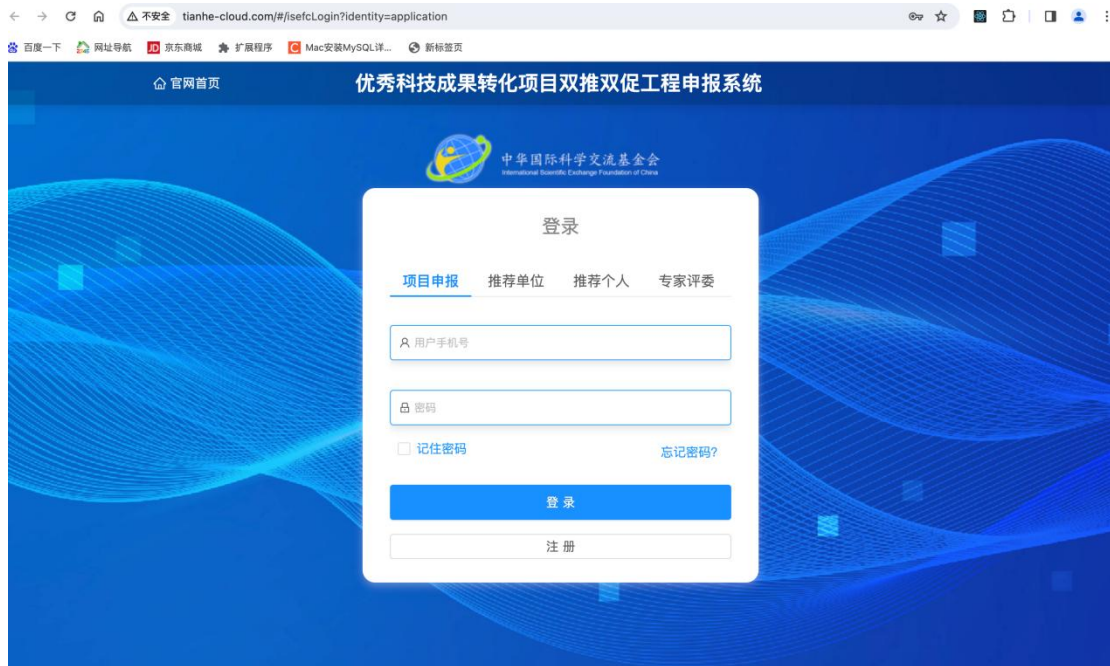 不安全 tianhe-cloud.com/#/isefcLogin?identity=application
百度一下 网址导航 JD 京东商城 扩展程序 C Mac安装MySQL详... 新标签页
官网首页 优秀科技成果转化项目双推双促工程申报系统
中华国际科学交流基金会
International Scientific Exchange Foundation of China
登录
项目申报 推荐单位 推荐个人 专家评委
用户手机号
密码
记住密码 忘记密码?
登 录
注 册